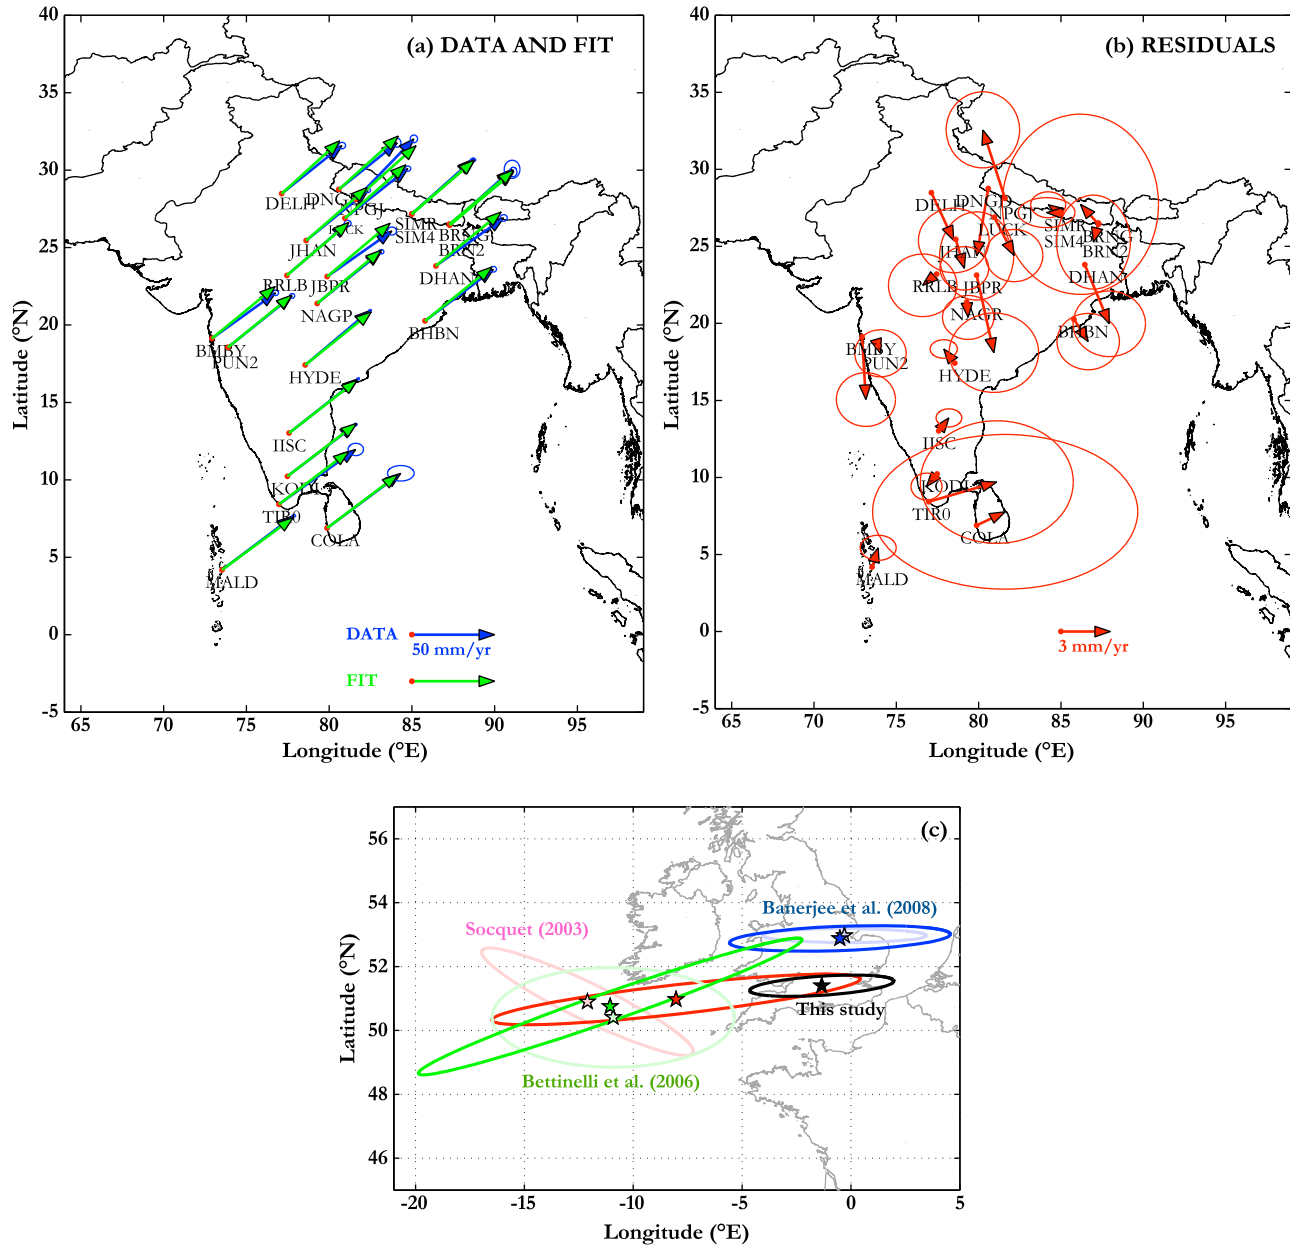 (a) DATA AND FIT
40
35
30
25
20
15
10
5
0
-5
Latitude (°N)
DELH
DNGD
NPGJ
LUCK
SIMR
SIM4
BRNG
BRN2
JHAN
DHAN
RRLB
JBPR
NAGP
BHBN
BMBY
PUN2
HYDE
IISC
KODI
TIR0
COLA
MALD
DATA
50 mm/yr
FIT
65 70 75 80 85 90 95
Longitude (°E)
(b) RESIDUALS
40
35
30
25
20
15
10
5
0
-5
Latitude (°N)
DELH
NPGJ
LUCK
SIMR
SIM4
BRNG
BRN2
JHAN
DHAN
RRLB
JBPR
NAGP
BHBN
BMBY
PUN2
HYDE
IISC
KODI
TIR0
COLA
MALD
3 mm/yr
65 70 75 80 85 90 95
Longitude (°E)
(c)
56
54
52
50
48
46
Latitude (°N)
Banerjee et al. (2008)
Socquet (2003)
This study
Bettinelli et al. (2006)
-20 -15 -10 -5 0 5
Longitude (°E)